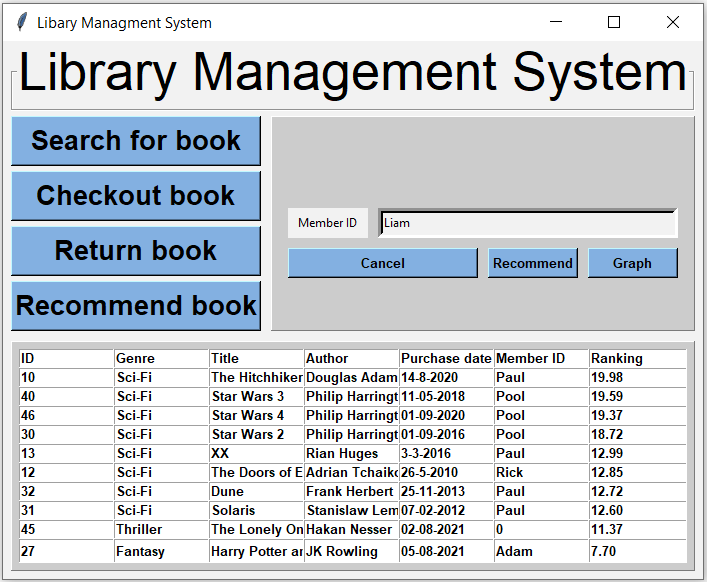 Libary Managment System
Library Management System
Search for book
Checkout book
Return book
Recommend book
Member ID Liam
Cancel Recommend Graph
ID Genre Title Author Purchase date Member ID Ranking
10 Sci-Fi The Hitchhiker Douglas Adam 14-8-2020 Paul 19.98
40 Sci-Fi Star Wars 3 Philip Harringt 11-05-2018 Pool 19.59
46 Sci-Fi Star Wars 4 Philip Harringt 01-09-2020 Pool 19.37
30 Sci-Fi Star Wars 2 Philip Harringt 01-09-2016 Pool 18.72
13 Sci-Fi XX Rian Huges 3-3-2016 Paul 12.99
12 Sci-Fi The Doors of E Adrian Tchaiko 26-5-2010 Rick 12.85
32 Sci-Fi Dune Frank Herbert 25-11-2013 Paul 12.72
31 Sci-Fi Solaris Stanislaw Lem 07-02-2012 Paul 12.60
45 Thriller The Lonely On Hakan Nesser 02-08-2021 0 11.37
27 Fantasy Harry Potter an JK Rowling 05-08-2021 Adam 7.70